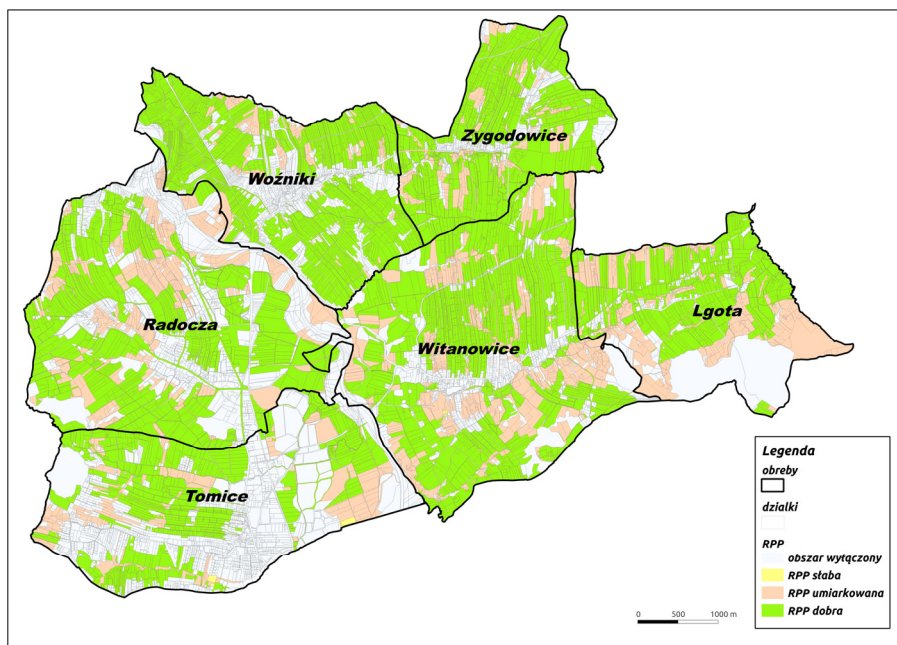 Zygodowice
Woźniki
Radocza
Witanowice
Lgota
Tomice
Legenda
obreby
dzialki
RPP
obszar wyłączony
RPP słaba
RPP umiarkowana
RPP dobra
0 500 1000 m